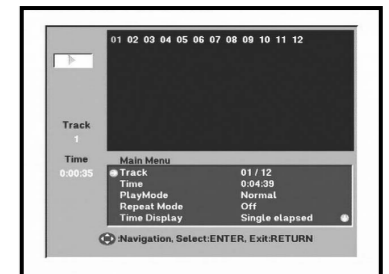 01 02 03 04 05 06 07 08 09 10 11 12
Track
1
Time
0:00:35
Main Menu
Track 01 / 12
Time 0:04:39
PlayMode Normal
Repeat Mode Off
Time Display Single elapsed
:Navigation, Select:ENTER, Exit:RETURN